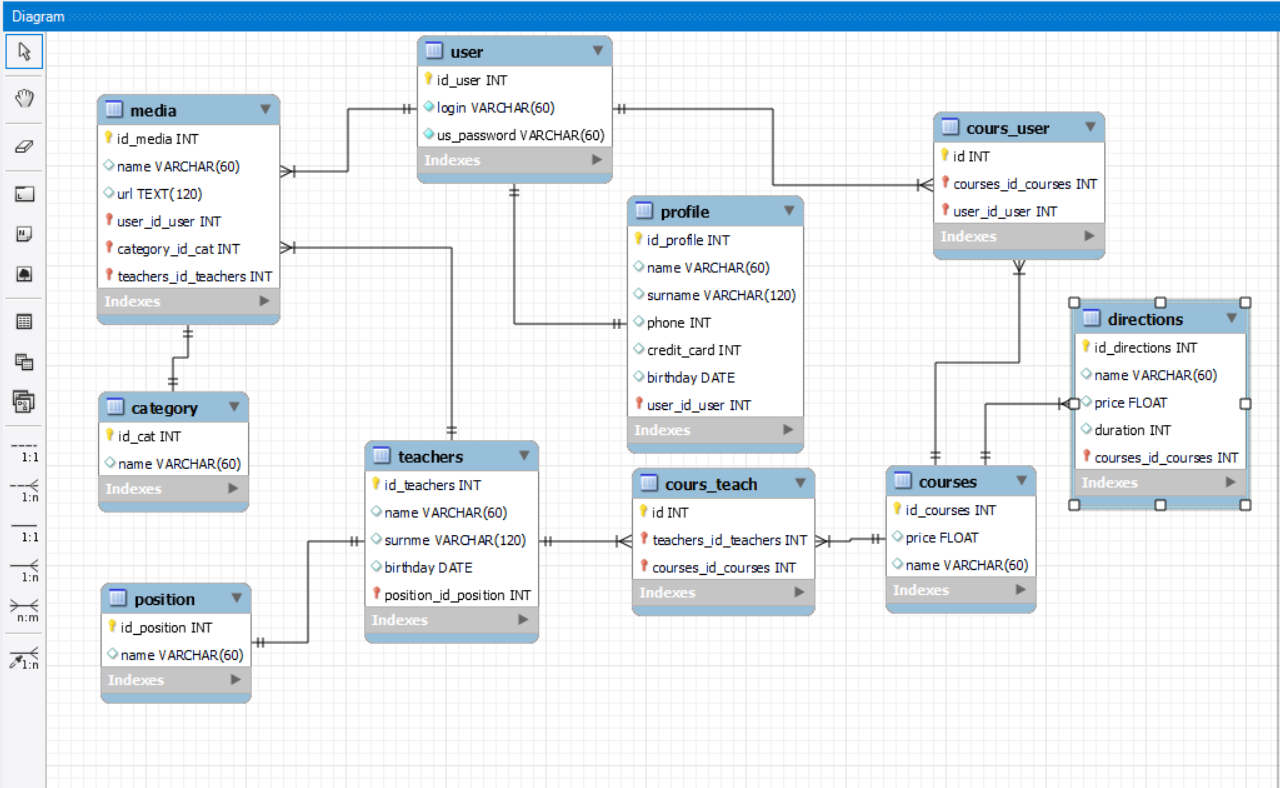 Diagram
user
id_user INT
login VARCHAR(60)
us_password VARCHAR(60)
Indexes
media
id_media INT
name VARCHAR(60)
url TEXT(120)
user_id_user INT
category_id_cat INT
teachers_id_teachers INT
Indexes
cours_user
id INT
courses_id_courses INT
user_id_user INT
Indexes
profile
id_profile INT
name VARCHAR(60)
surname VARCHAR(120)
phone INT
credit_card INT
birthday DATE
user_id_user INT
Indexes
directions
id_directions INT
name VARCHAR(60)
price FLOAT
duration INT
courses_id_courses INT
Indexes
category
id_cat INT
name VARCHAR(60)
Indexes
teachers
id_teachers INT
name VARCHAR(60)
surnme VARCHAR(120)
birthday DATE
position_id_position INT
Indexes
cours_teach
id INT
teachers_id_teachers INT
courses_id_courses INT
Indexes
courses
id_courses INT
price FLOAT
name VARCHAR(60)
Indexes
position
id_position INT
name VARCHAR(60)
Indexes
1:1
1:n
1:1
1:n
n:m
1:n